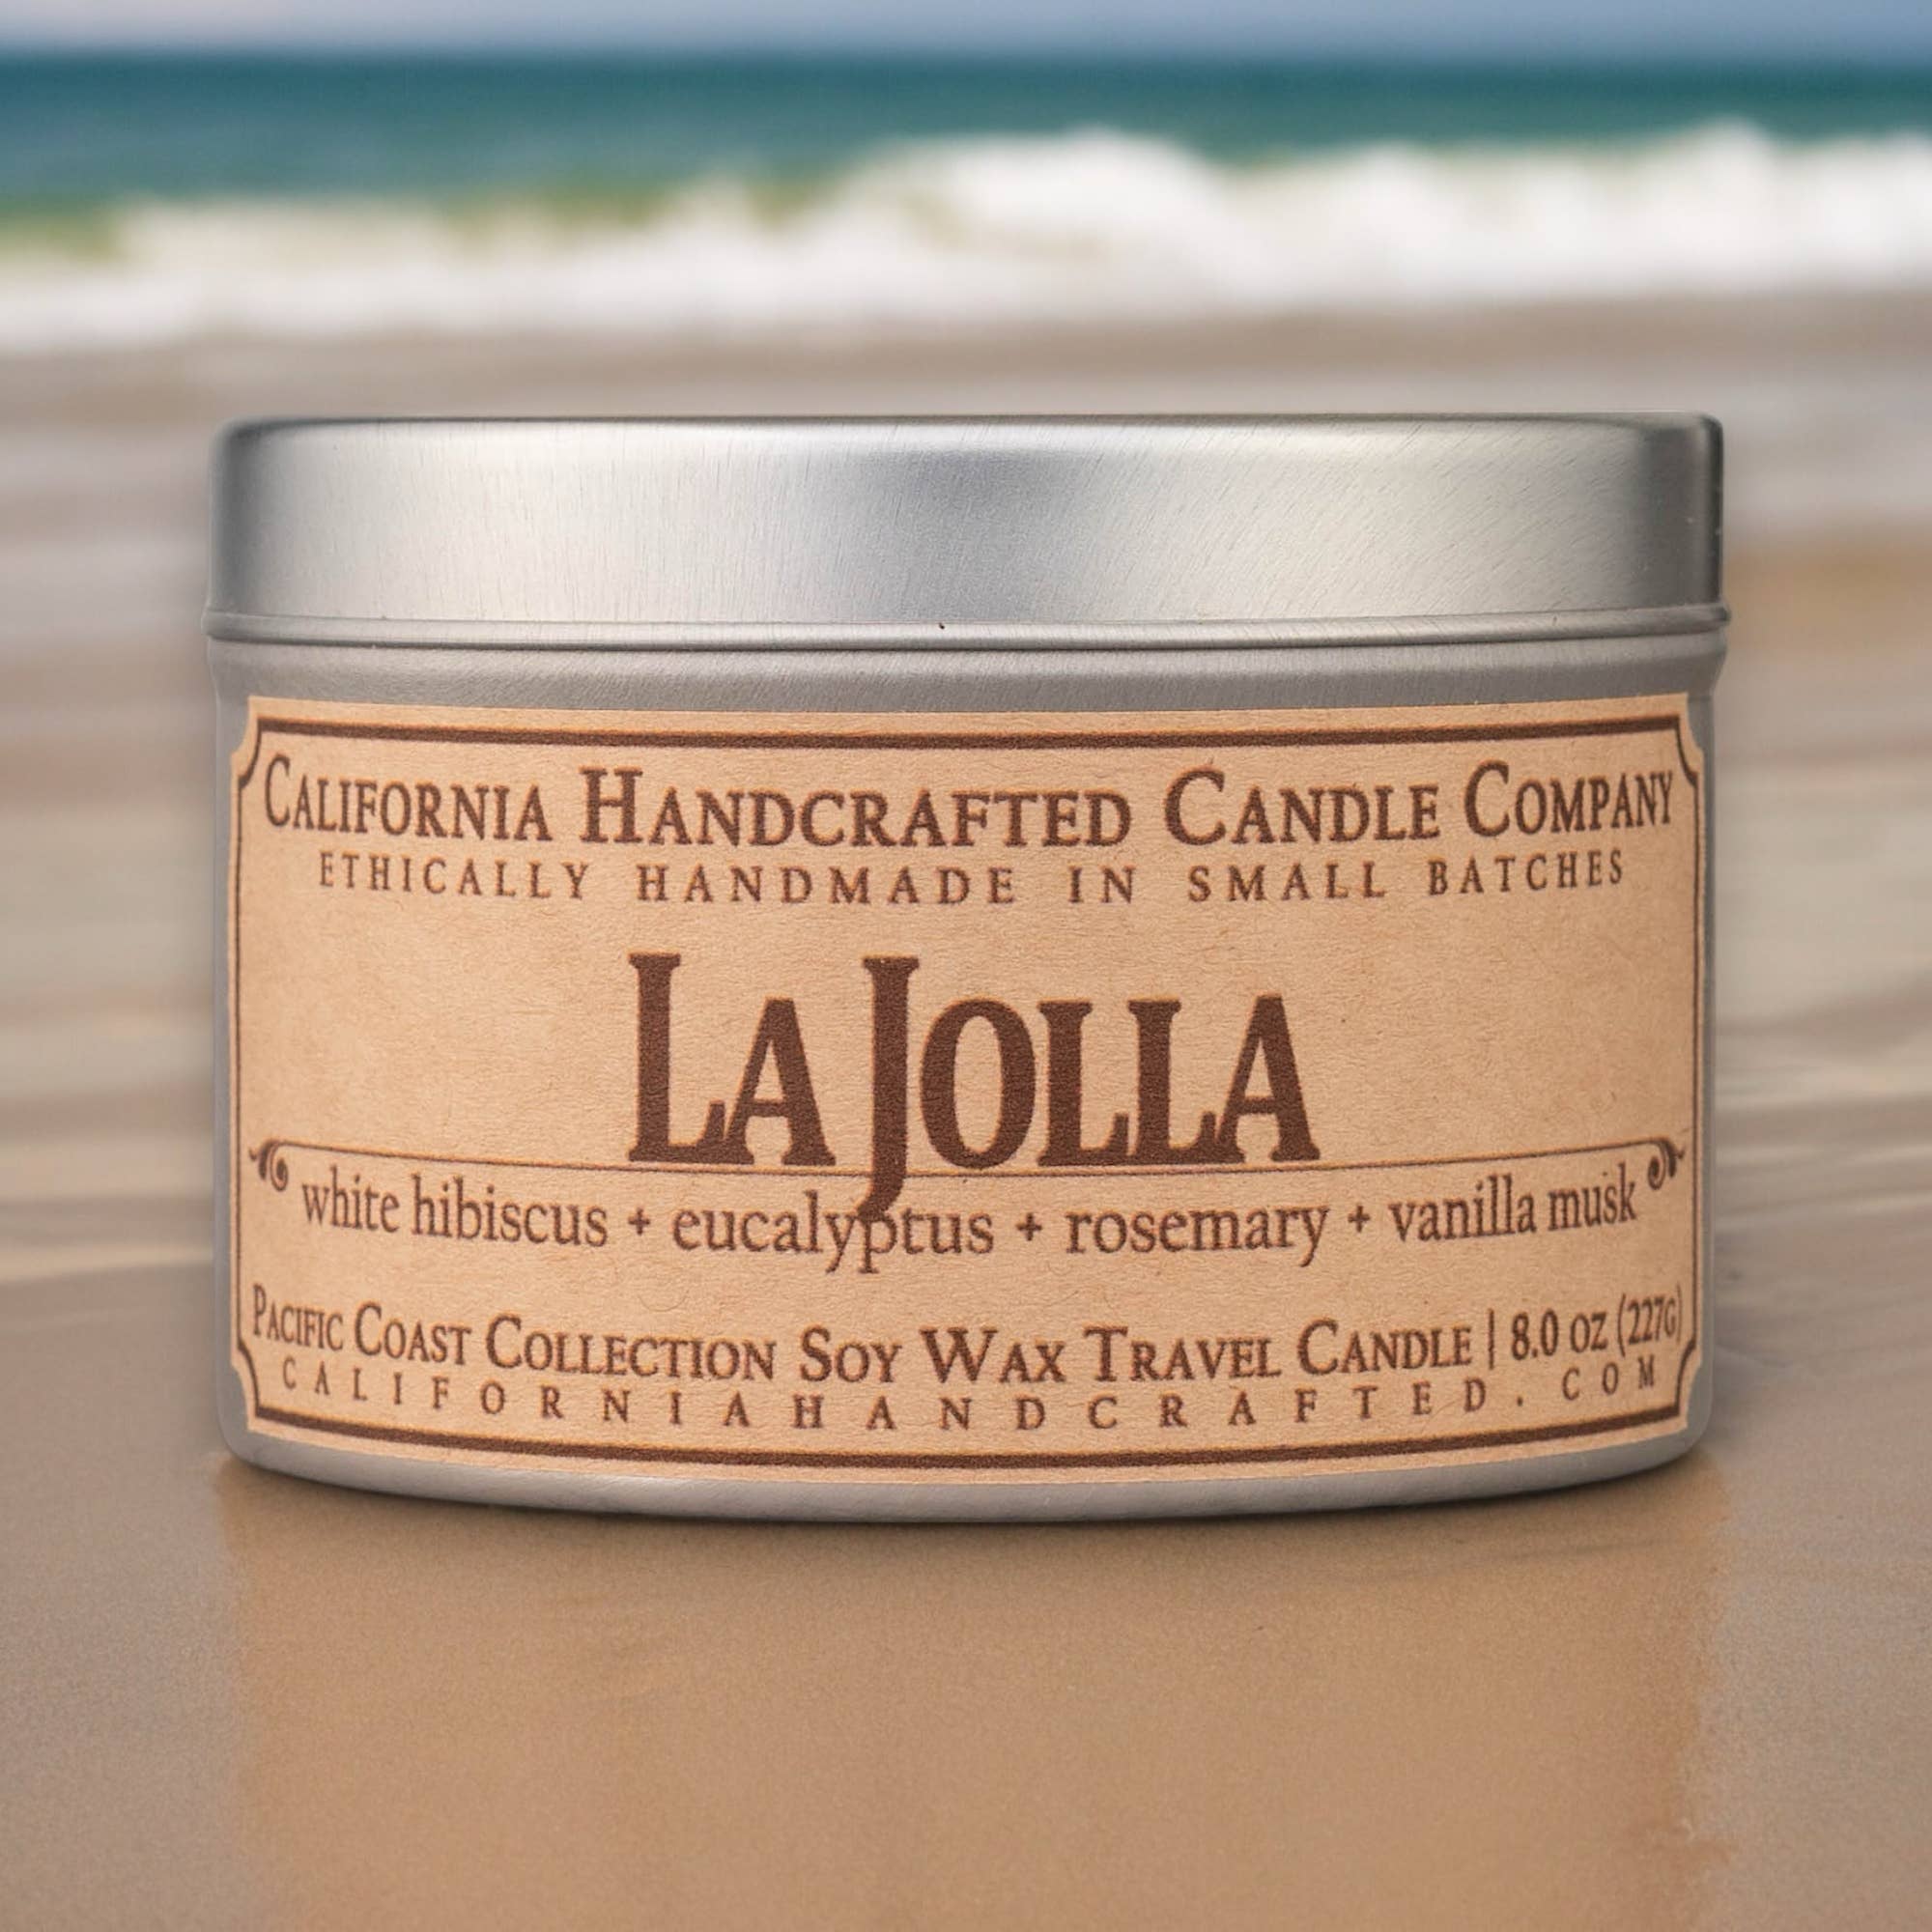 California Handcrafted Candle Company
ETHICALLY HANDMADE IN SMALL BATCHES
La Jolla
white hibiscus + eucalyptus + rosemary + vanilla musk
Pacific Coast Collection Soy Wax Travel Candle | 8.0 oz (227g)
CALIFORNIAHANDCRAFTED.COM